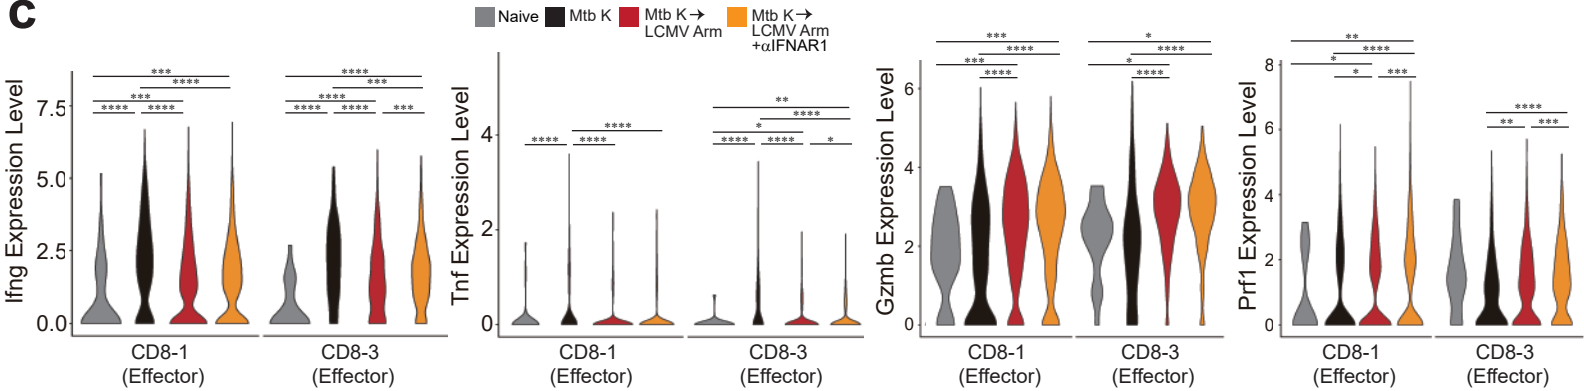 c
Naive
Mtb K
Mtb K→
LCMV Arm
Mtb K→
LCMV Arm
+αIFNAR1
Ifng Expression Level
7.5
5.0
2.5
0.0
***
****
***
****
****
****
****
***
****
****
****
***
CD8-1
(Effector)
CD8-3
(Effector)
Tnf Expression Level
4
2
0
****
****
****
**
****
*
****
****
*
CD8-1
(Effector)
CD8-3
(Effector)
Gzmb Expression Level
6
4
2
0
***
****
***
****
*
****
*
****
CD8-1
(Effector)
CD8-3
(Effector)
Prf1 Expression Level
8
6
4
2
0
**
****
*
*
***
****
**
***
CD8-1
(Effector)
CD8-3
(Effector)